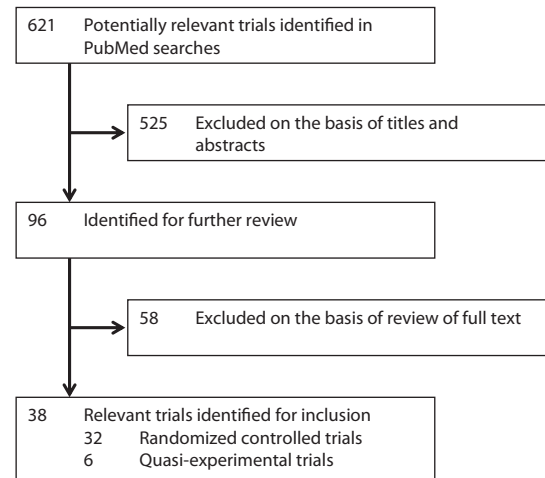 621 Potentially relevant trials identified in
PubMed searches
525 Excluded on the basis of titles and
abstracts
96 Identified for further review
58 Excluded on the basis of review of full text
38 Relevant trials identified for inclusion
32 Randomized controlled trials
6 Quasi-experimental trials